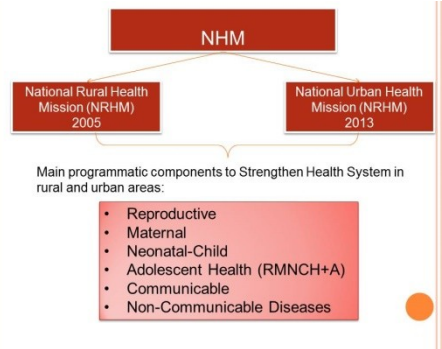 NHM
National Rural Health
Mission (NRHM)
2005
National Urban Health
Mission (NRHM)
2013
Main programmatic components to Strengthen Health System in
rural and urban areas:
• Reproductive
• Maternal
• Neonatal-Child
• Adolescent Health (RMNCH+A)
• Communicable
• Non-Communicable Diseases